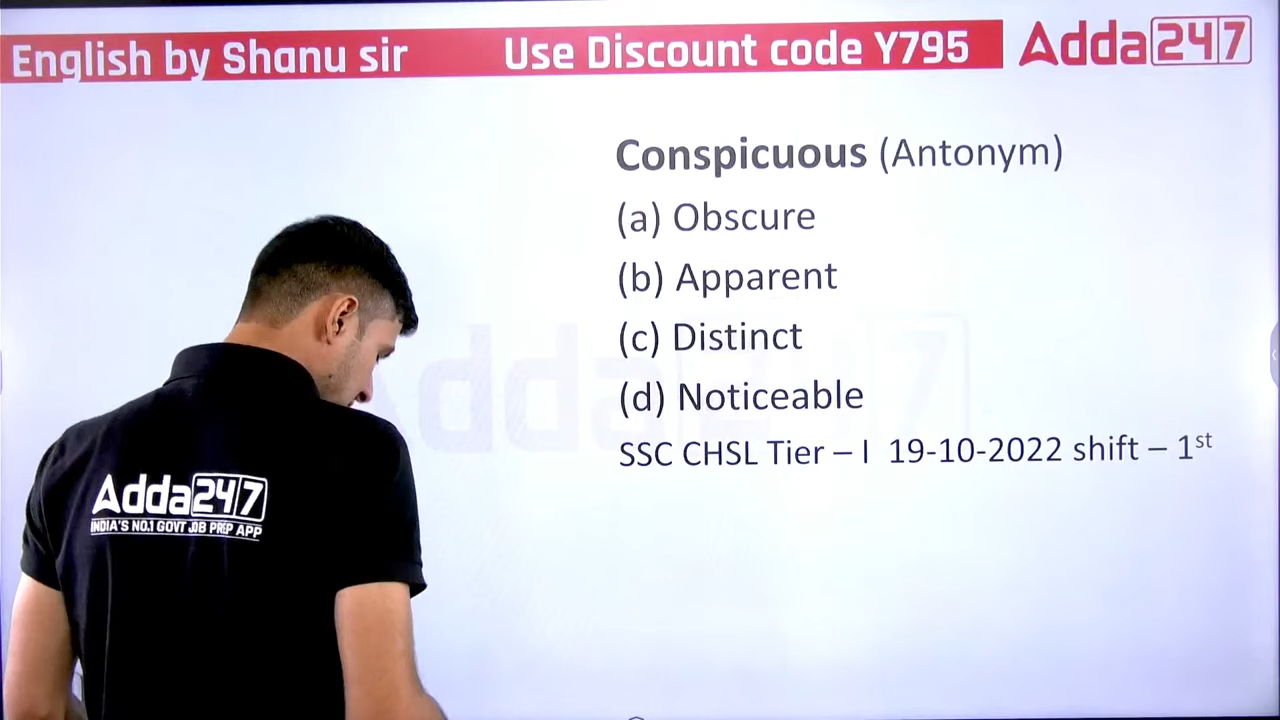 English by Shanu sir Use Discount code Y795 Adda247
Conspicuous (Antonym)
(a) Obscure
(b) Apparent
(c) Distinct
(d) Noticeable
SSC CHSL Tier – I 19-10-2022 shift – 1st
Adda247
Adda247
INDIA'S NO.1 GOVT JOB PREP APP